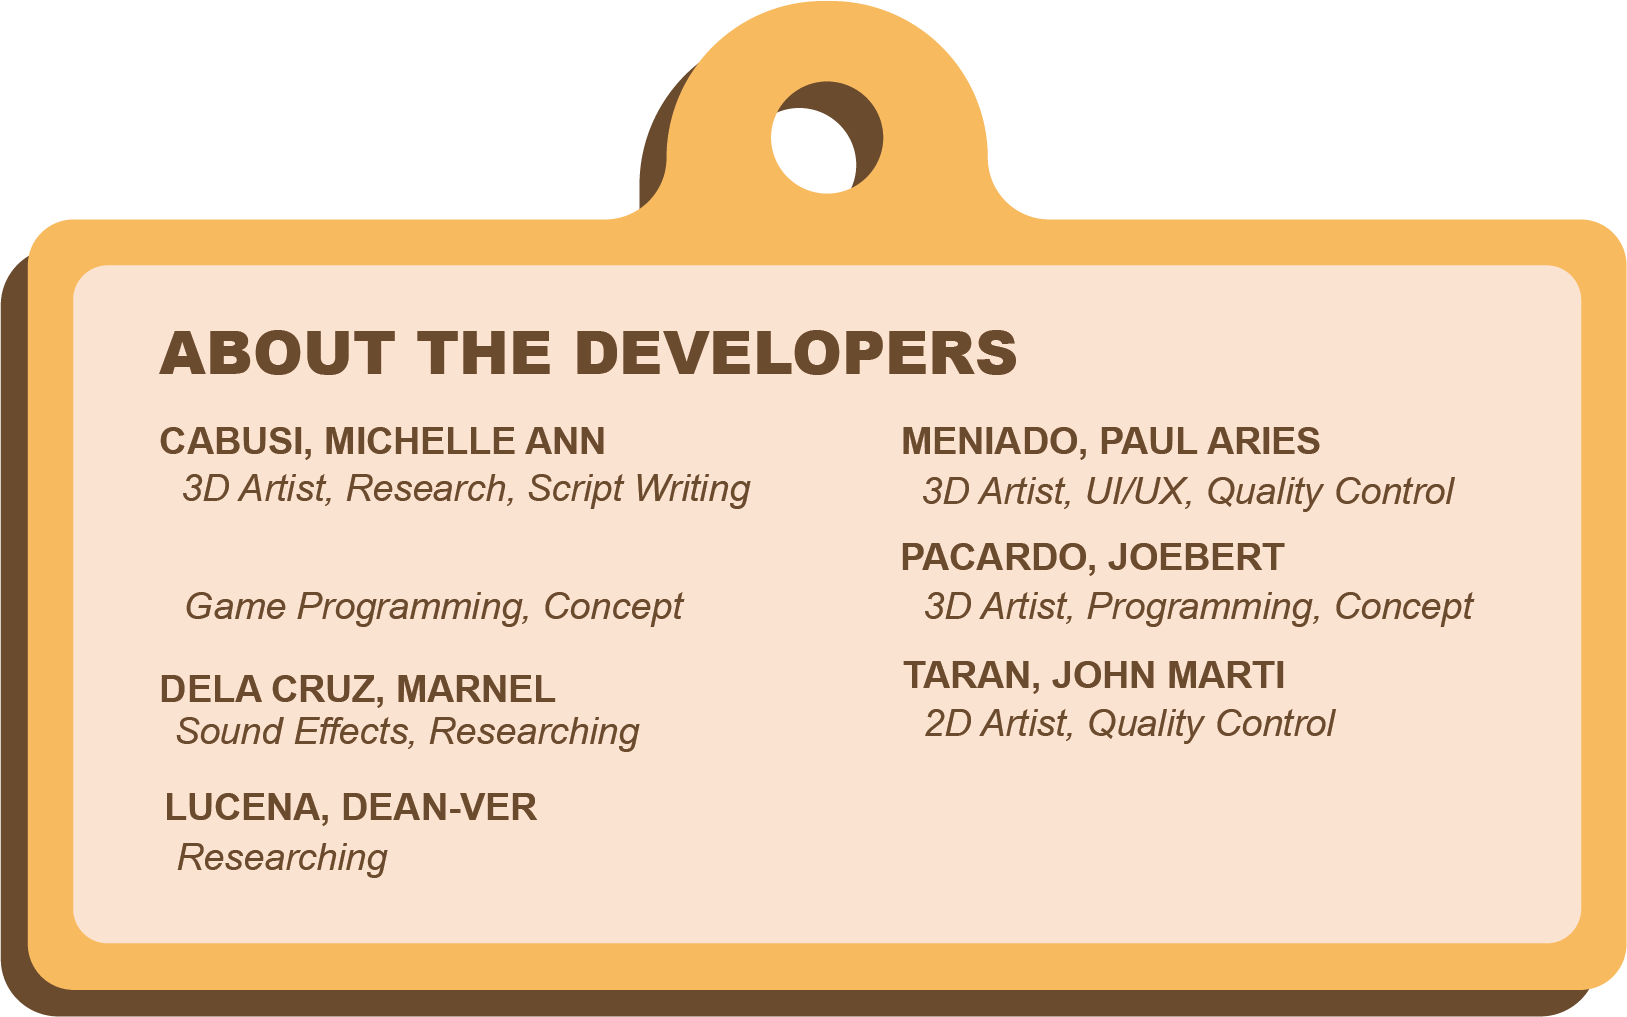 ABOUT THE DEVELOPERS
CABUSI, MICHELLE ANN
3D Artist, Research, Script Writing
Game Programming, Concept
DELA CRUZ, MARNEL
Sound Effects, Researching
LUCENA, DEAN-VER
Researching
MENIADO, PAUL ARIES
3D Artist, UI/UX, Quality Control
PACARDO, JOEBERT
3D Artist, Programming, Concept
TARAN, JOHN MARTI
2D Artist, Quality Control